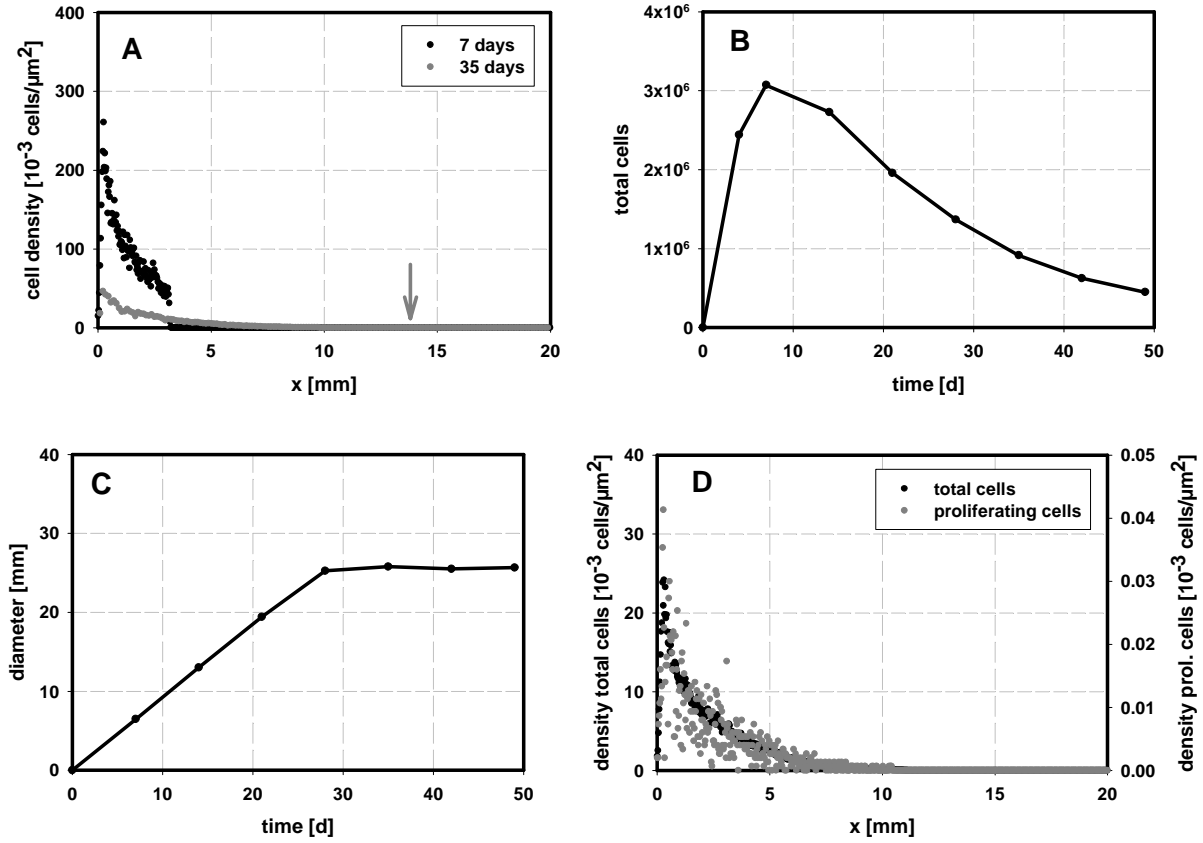 A
7 days
35 days
cell density [10⁻³ cells/µm²]
400
300
200
100
0
0 5 10 15 20
x [mm]
B
total cells
4x10⁶
3x10⁶
2x10⁶
1x10⁶
0
0 10 20 30 40 50
time [d]
C
diameter [mm]
40
30
20
10
0
0 10 20 30 40 50
time [d]
D
total cells
proliferating cells
density total cells [10⁻³ cells/µm²]
40
30
20
10
0
0 5 10 15 20
x [mm]
0.05
0.04
0.03
0.02
0.01
0.00
density prol. cells [10⁻³ cells/µm²]